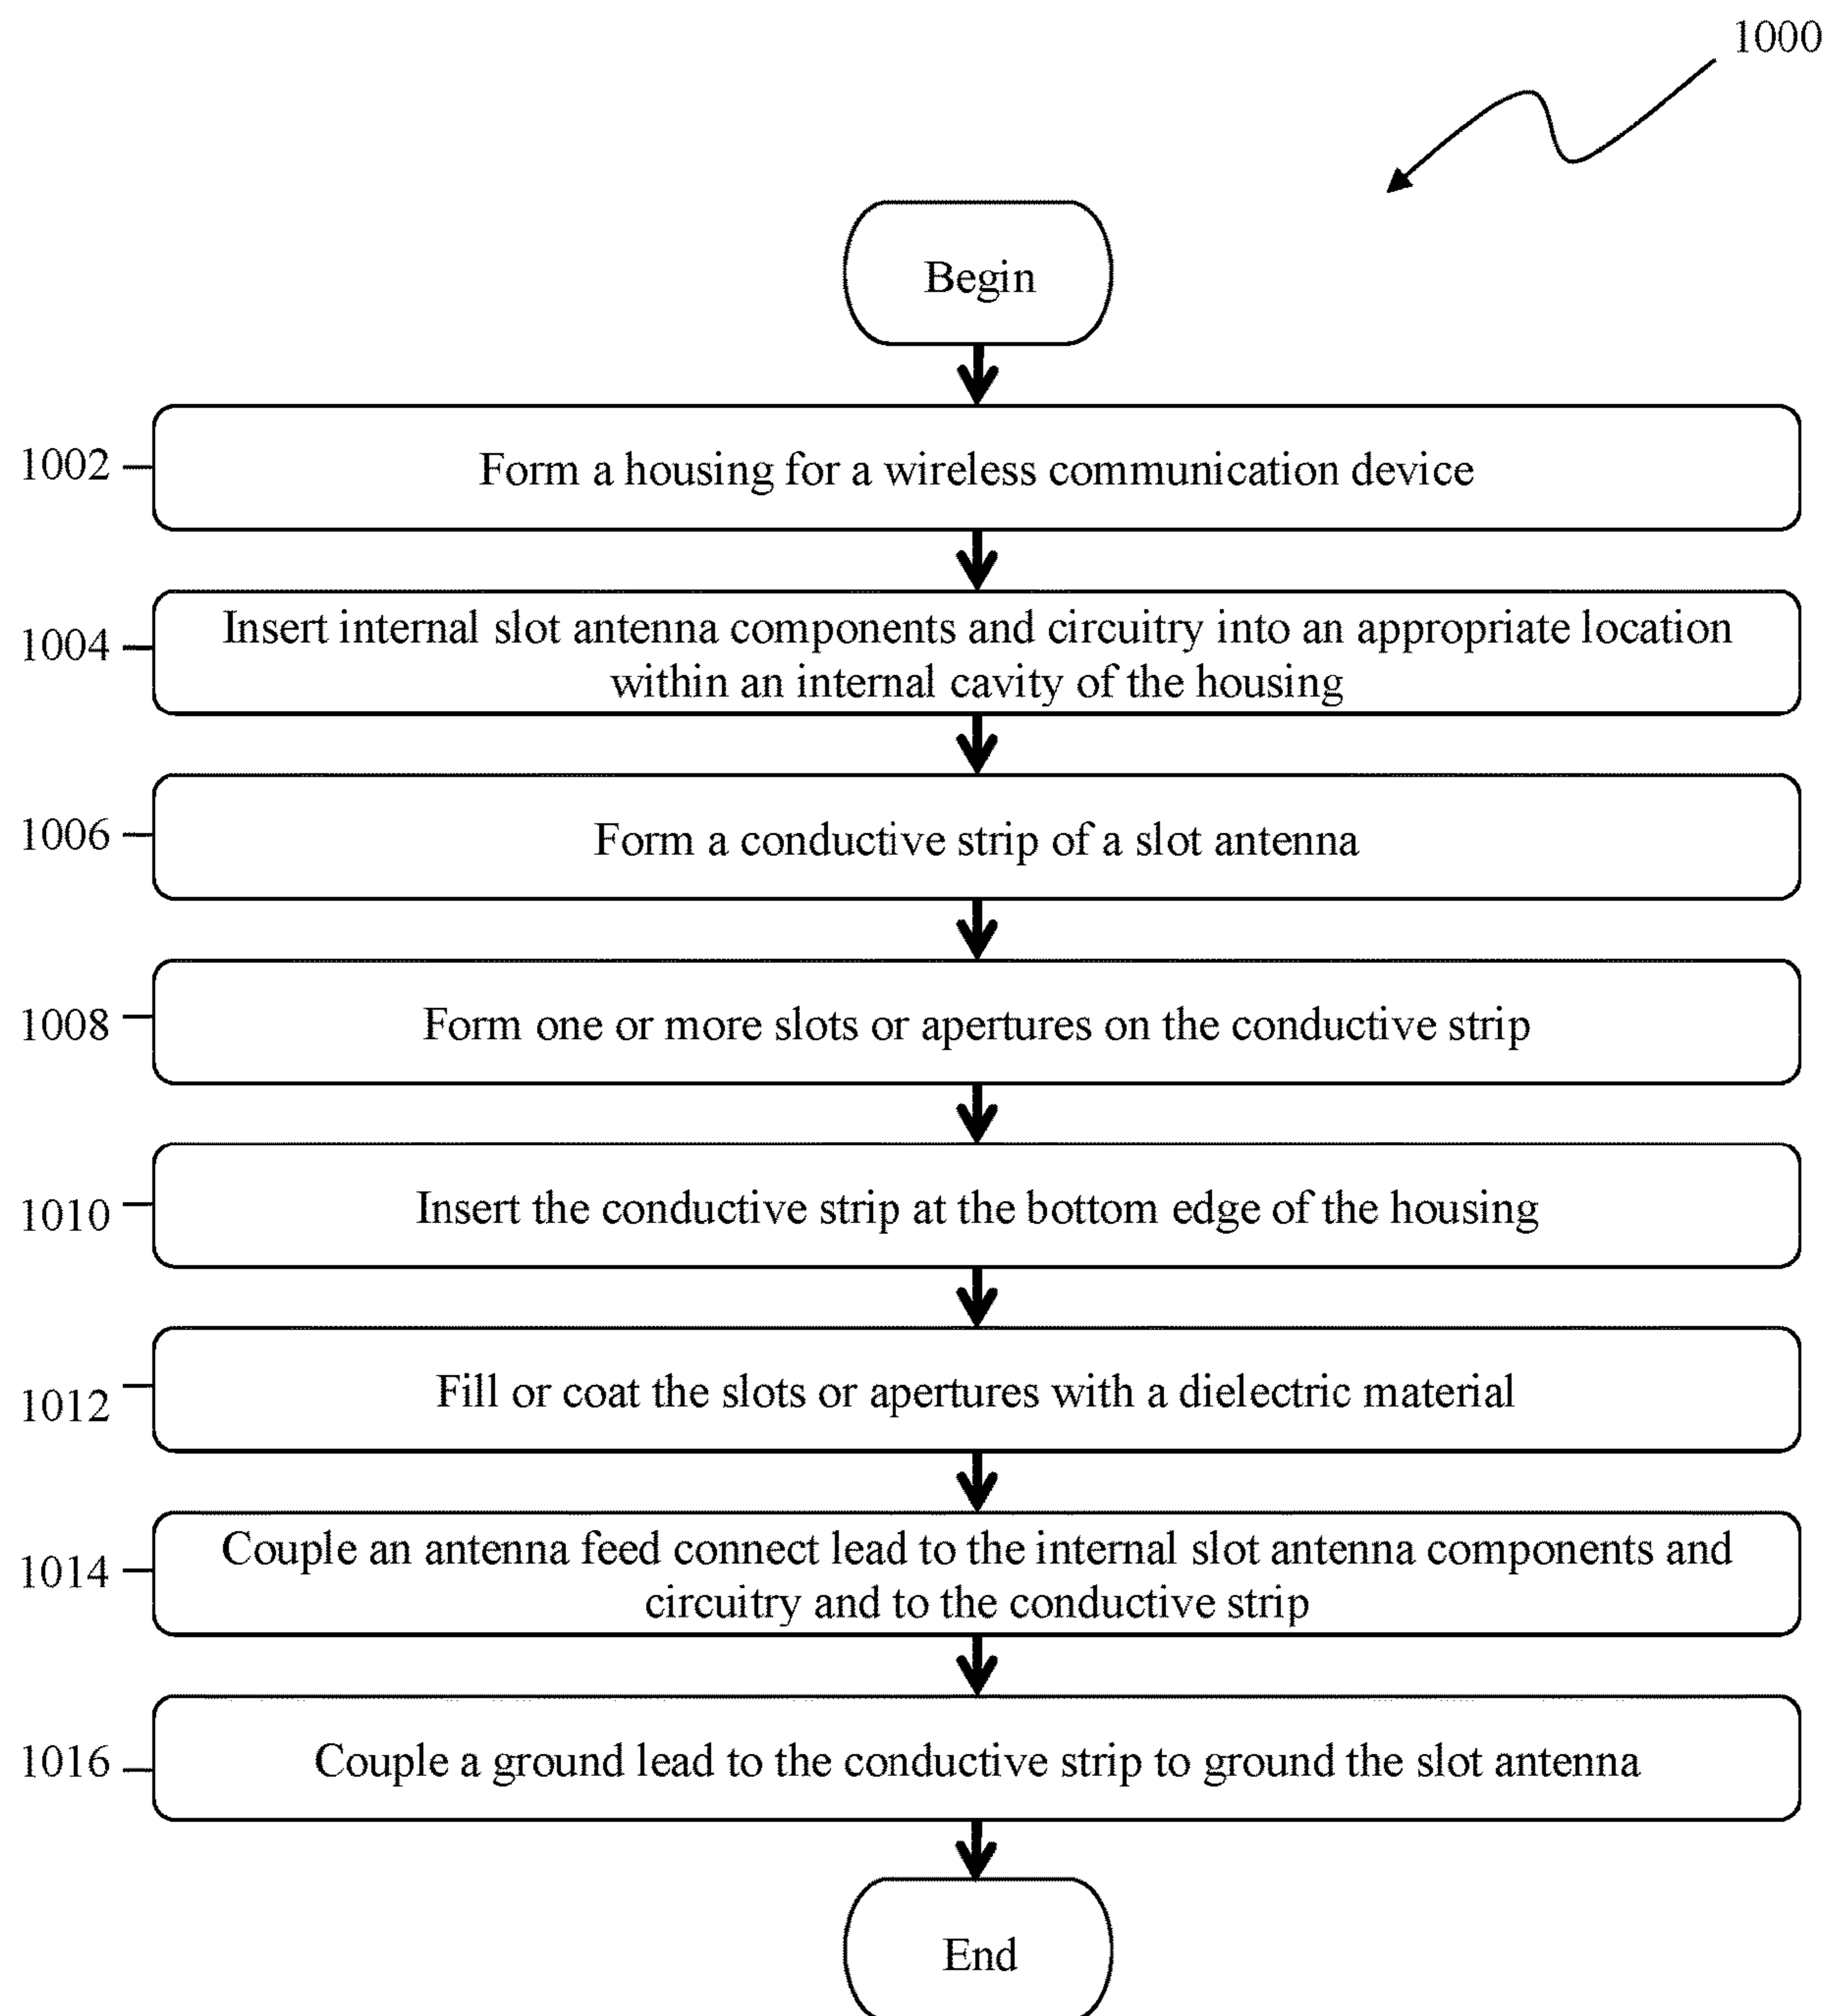 1000
Begin
1002
Form a housing for a wireless communication device
1004
Insert internal slot antenna components and circuitry into an appropriate location
within an internal cavity of the housing
1006
Form a conductive strip of a slot antenna
1008
Form one or more slots or apertures on the conductive strip
1010
Insert the conductive strip at the bottom edge of the housing
1012
Fill or coat the slots or apertures with a dielectric material
1014
Couple an antenna feed connect lead to the internal slot antenna components and
circuitry and to the conductive strip
1016
Couple a ground lead to the conductive strip to ground the slot antenna
End